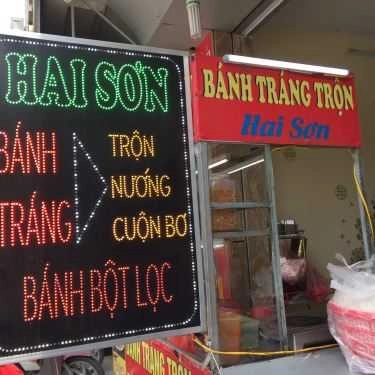 HAI SƠN
BÁNH
TRÁNG
TRỘN
NƯỚNG
CUỘN BƠ
BÁNH BỘT LỌC
BÁNH TRÁNG TRỘN
Hai Sơn
BÁNH TRÁNG TRỘN